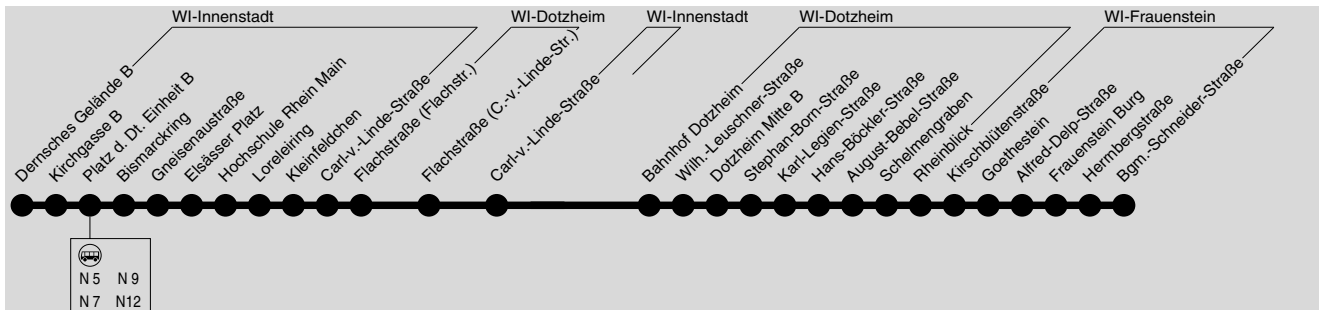 WI-Innenstadt
WI-Dotzheim
WI-Innenstadt
WI-Dotzheim
WI-Frauenstein
Dernsches Gelände B
Kirchgasse B
Platz d. Dt. Einheit B
Bismarckring
Gneisenaustraße
Elsässer Platz
Hochschule Rhein Main
Loreleiring
Kleinfeldchen
Carl-v.-Linde-Straße
Flachstraße (Flachstr.)
Flachstraße (C.-v.-Linde-Str.)
Carl-v.-Linde-Straße
Bahnhof Dotzheim
Wilh.-Leuschner-Straße
Dotzheim Mitte B
Stephan-Born-Straße
Karl-Legien-Straße
Hans-Böckler-Straße
August-Bebel-Straße
Schelmengraben
Rheinblick
Kirschblütenstraße
Goethestein
Alfred-Delp-Straße
Frauenstein Burg
Herrnbergstraße
Bgm.-Schneider-Straße
N 5 N 9
N 7 N12